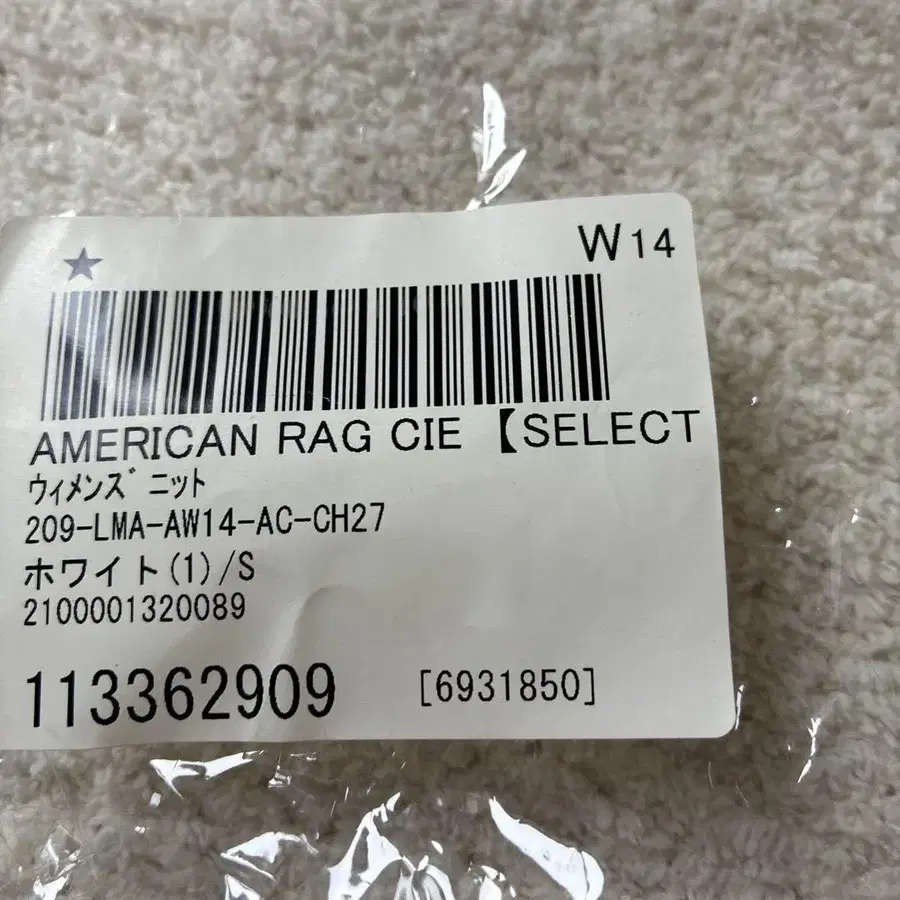 W14
AMERICAN RAG CIE 【SELECT
ウィメンズ ニット
209-LMA-AW14-AC-CH27
ホワイト(1)/S
2100001320089
113362909 [6931850]